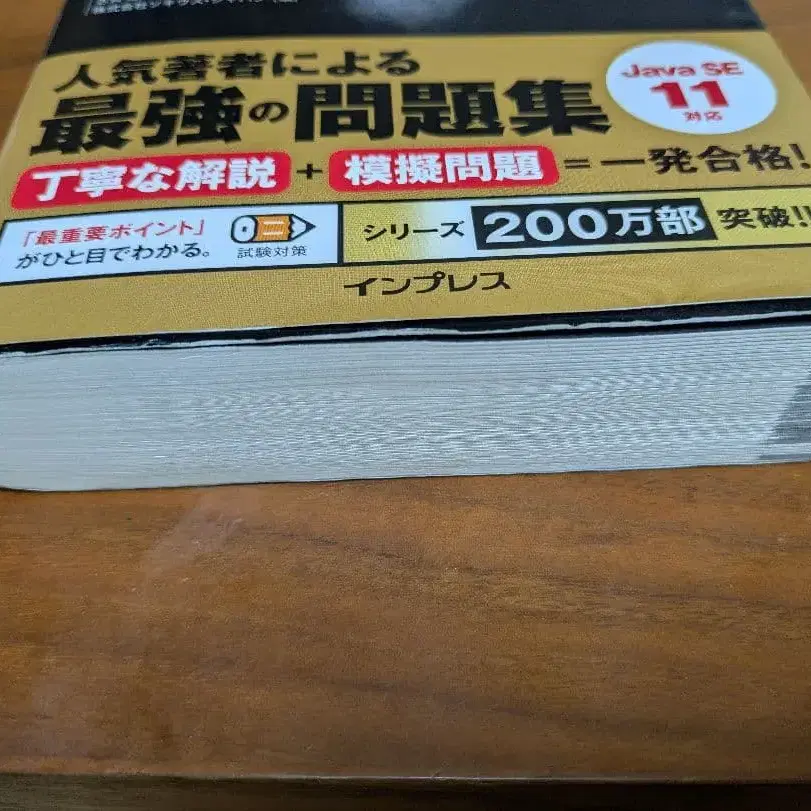 人気著者による
最強の問題集
Java SE
11
対応
丁寧な解説 + 模擬問題 = 一発合格!
「最重要ポイント」
がひと目でわかる。
試験対策
シリーズ 200万部 突破!
インプレス